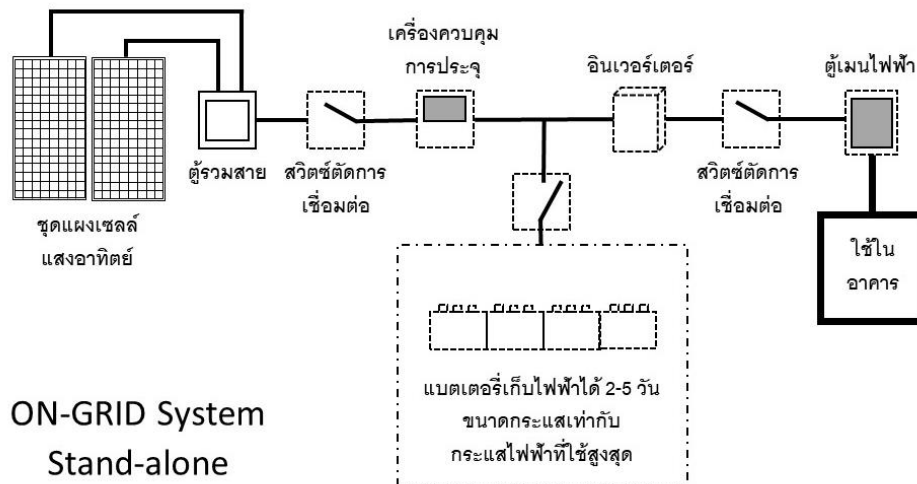 เครื่องควบคุม
การประจุ
อินเวอร์เตอร์
ตู้เมนไฟฟ้า
ตู้รวมสาย
สวิตซ์ตัดการ
เชื่อมต่อ
สวิตซ์ตัดการ
เชื่อมต่อ
ชุดแผงเซลล์
แสงอาทิตย์
ใช้ใน
อาคาร
แบตเตอรี่เก็บไฟฟ้าได้ 2-5 วัน
ขนาดกระแสเท่ากับ
กระแสไฟฟ้าที่ใช้สูงสุด
ON-GRID System
Stand-alone